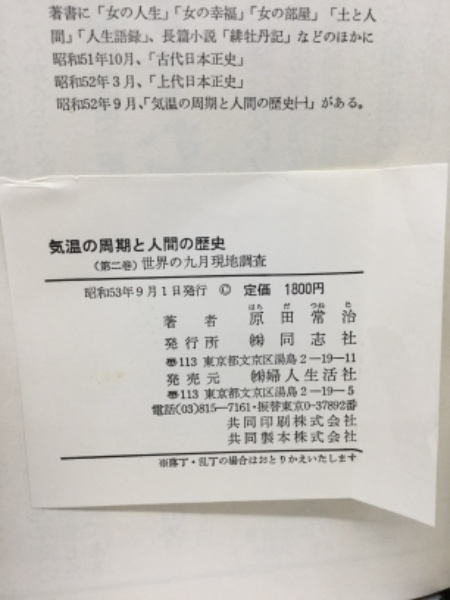 著書に「女の人生」「女の幸福」「女の部屋」「土と人
間」「人生語録」、長篇小説「緋牡丹記」などのほかに
昭和51年10月、「古代日本正史」
昭和52年3月、「上代日本正史」
昭和52年9月、「気温の周期と人間の歴史㈠」がある。
気温の周期と人間の歴史
(第二巻)世界の九月現地調査
昭和53年9月1日発行 © 定価 1800円
はら だ つね じ
著者 原田常治
発行所 ㈱同志社
〠113 東京都文京区湯島2-19-11
発売元 ㈱婦人生活社
〠113 東京都文京区湯島2-19-5
電話(03)815-7161・振替東京0-37892番
共同印刷株式会社
共同製本株式会社
※落丁・乱丁の場合はおとりかえいたします